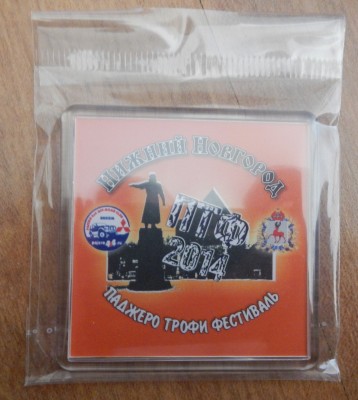 НИЖНИЙ НОВГОРОД
ПТФ
2014
ПАДЖЕРО ТРОФИ ФЕСТИВАЛЬ